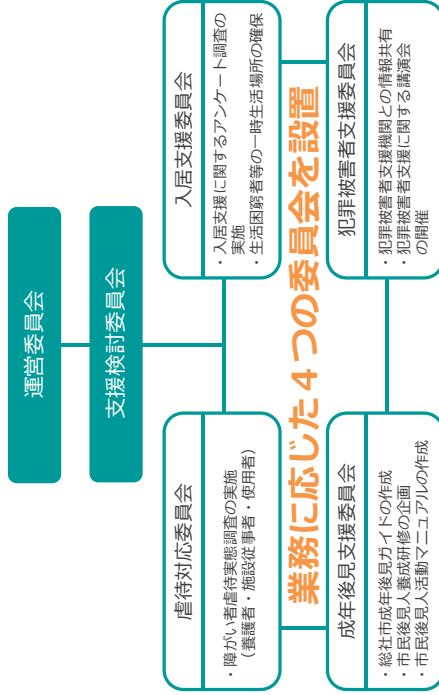 運営委員会
支援検討委員会
虐待対応委員会
・障がい者虐待実態調査の実施
（養護者・施設従事者・使用者）
入居支援委員会
・入居支援に関するアンケート調査の
実施
・生活困窮者等の一時生活場所の確保
業務に応じた４つの委員会を設置
成年後見支援委員会
・総社市成年後見ガイドの作成
・市民後見人養成研修の企画
・市民後見人活動マニュアルの作成
犯罪被害者支援委員会
・犯罪被害者支援機関との情報共有
・犯罪被害者支援に関する講演会
の開催